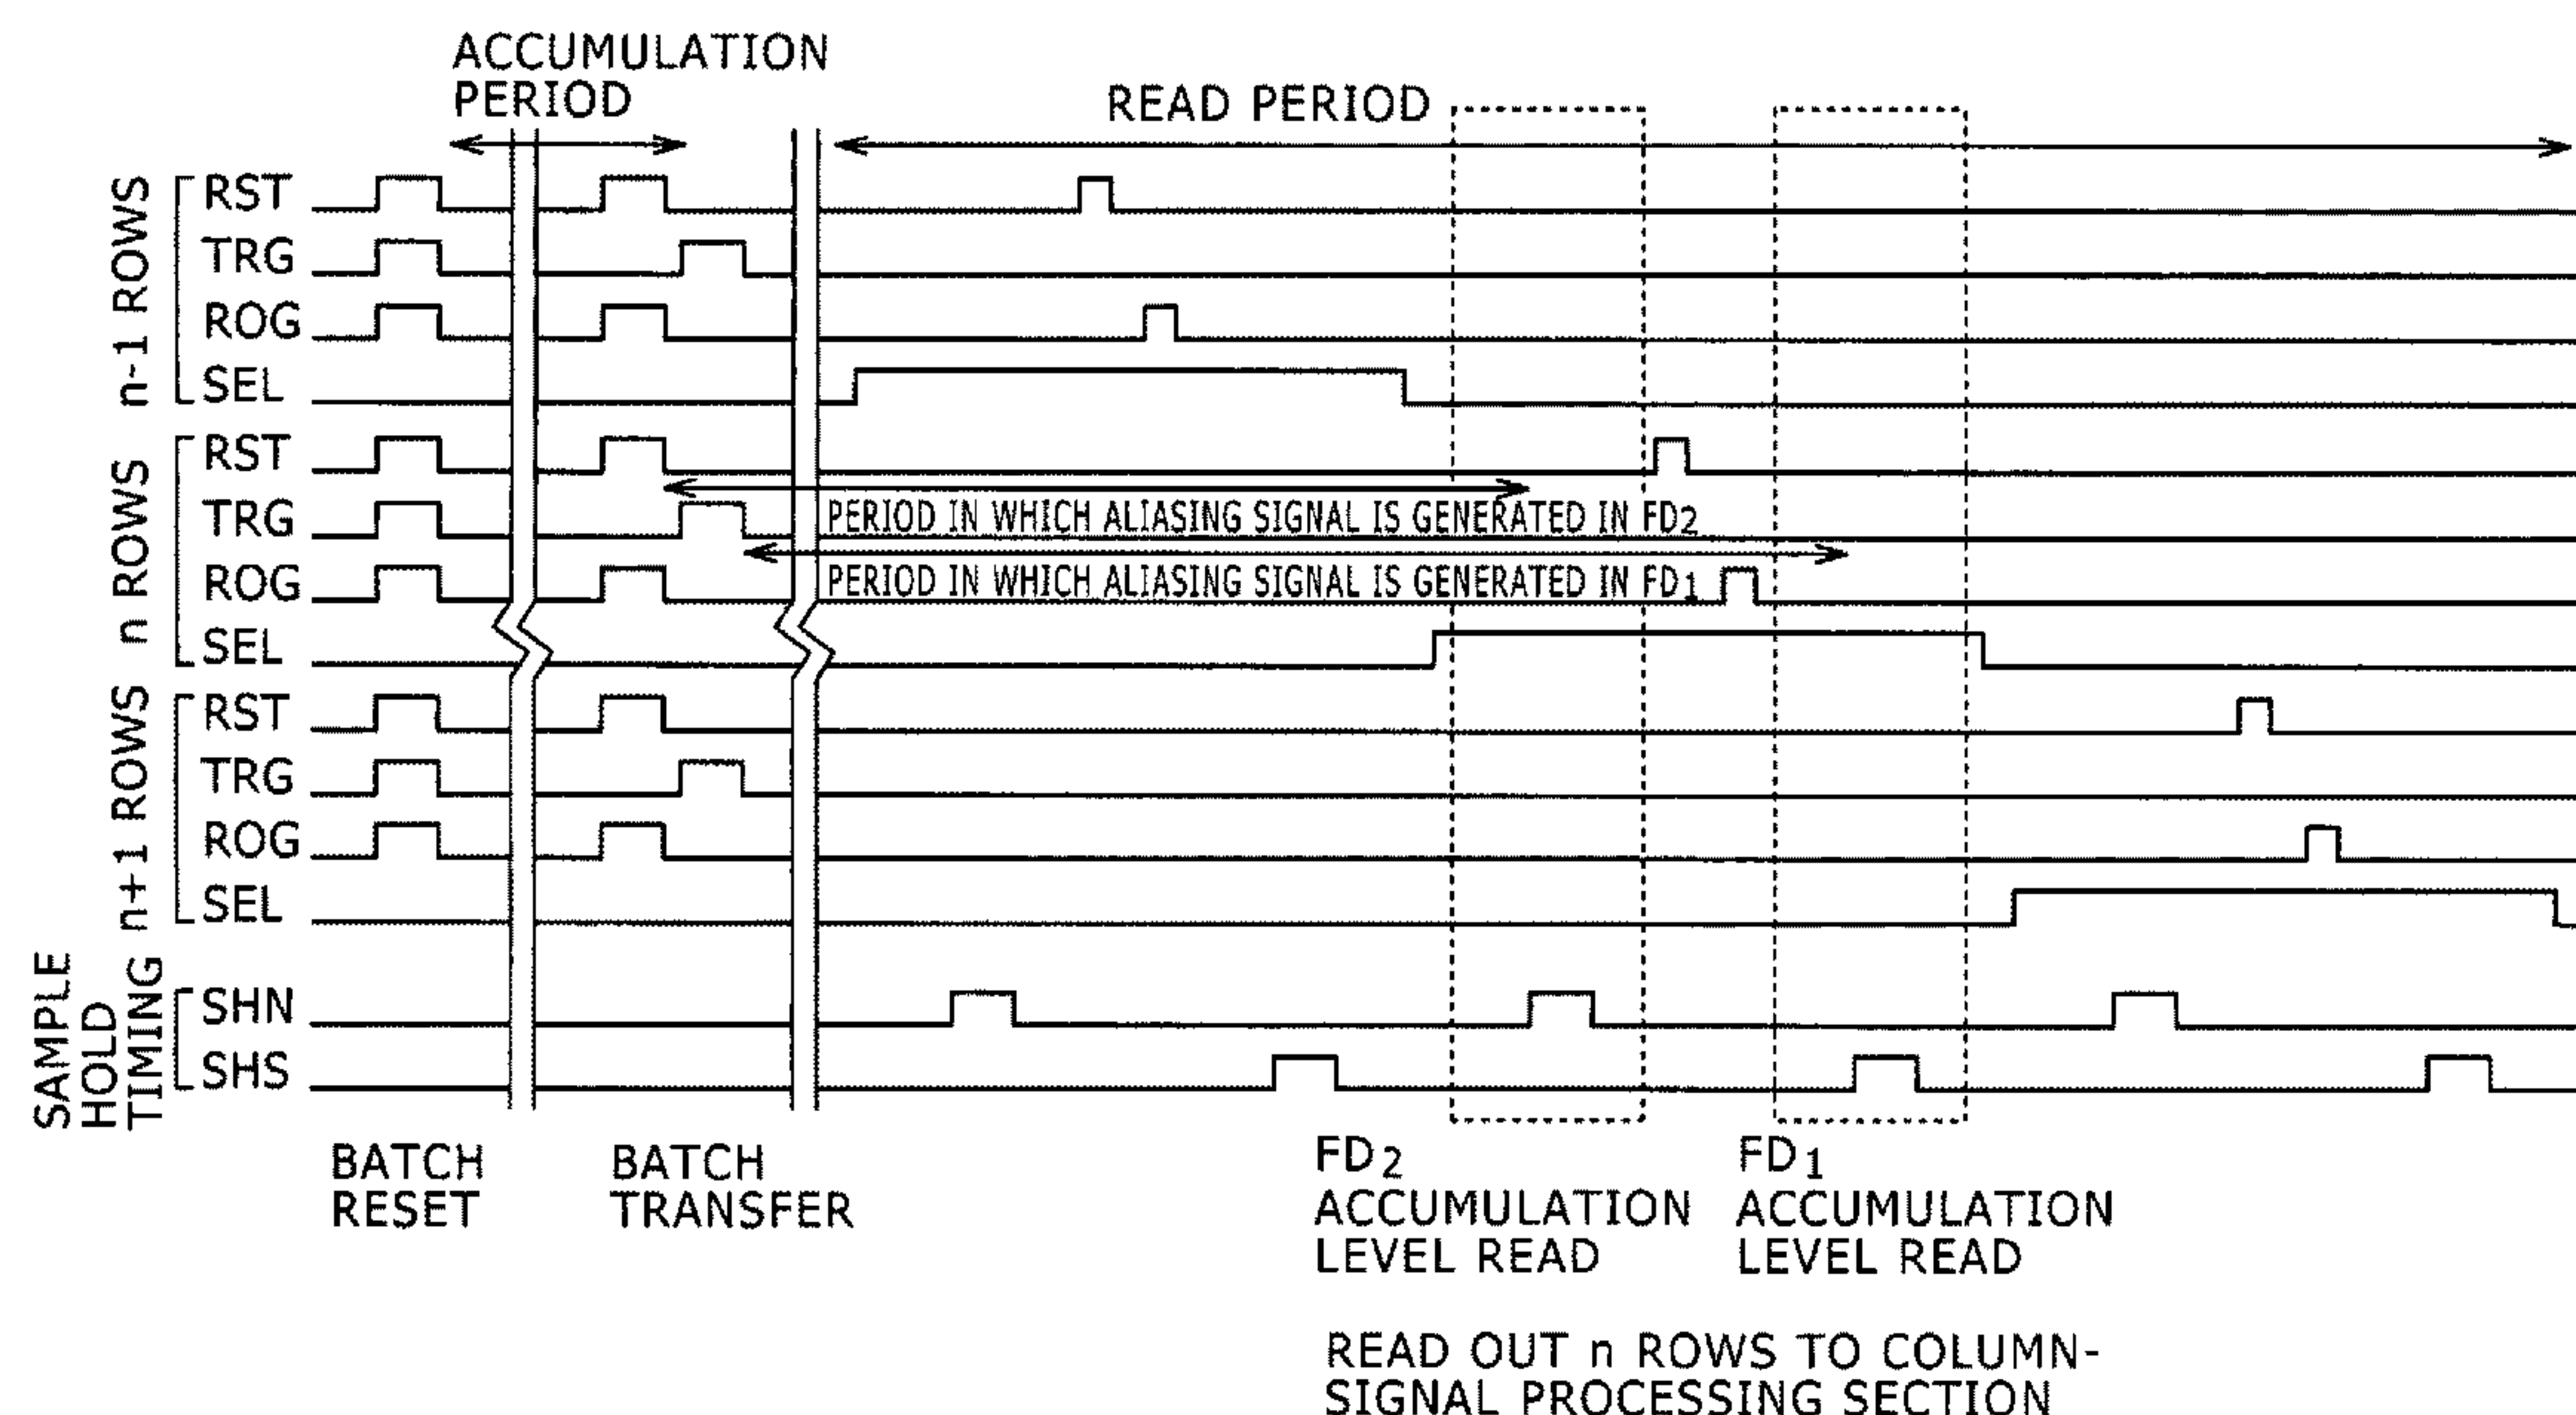 ACCUMULATION
PERIOD
READ PERIOD
n-1 ROWS
RST
TRG
ROG
SEL
n ROWS
RST
TRG
ROG
SEL
PERIOD IN WHICH ALIASING SIGNAL IS GENERATED IN FD2
PERIOD IN WHICH ALIASING SIGNAL IS GENERATED IN FD1
n+1 ROWS
RST
TRG
ROG
SEL
SAMPLE
HOLD
TIMING
SHN
SHS
BATCH
RESET
BATCH
TRANSFER
FD2
ACCUMULATION
LEVEL READ
FD1
ACCUMULATION
LEVEL READ
READ OUT n ROWS TO COLUMN-
SIGNAL PROCESSING SECTION